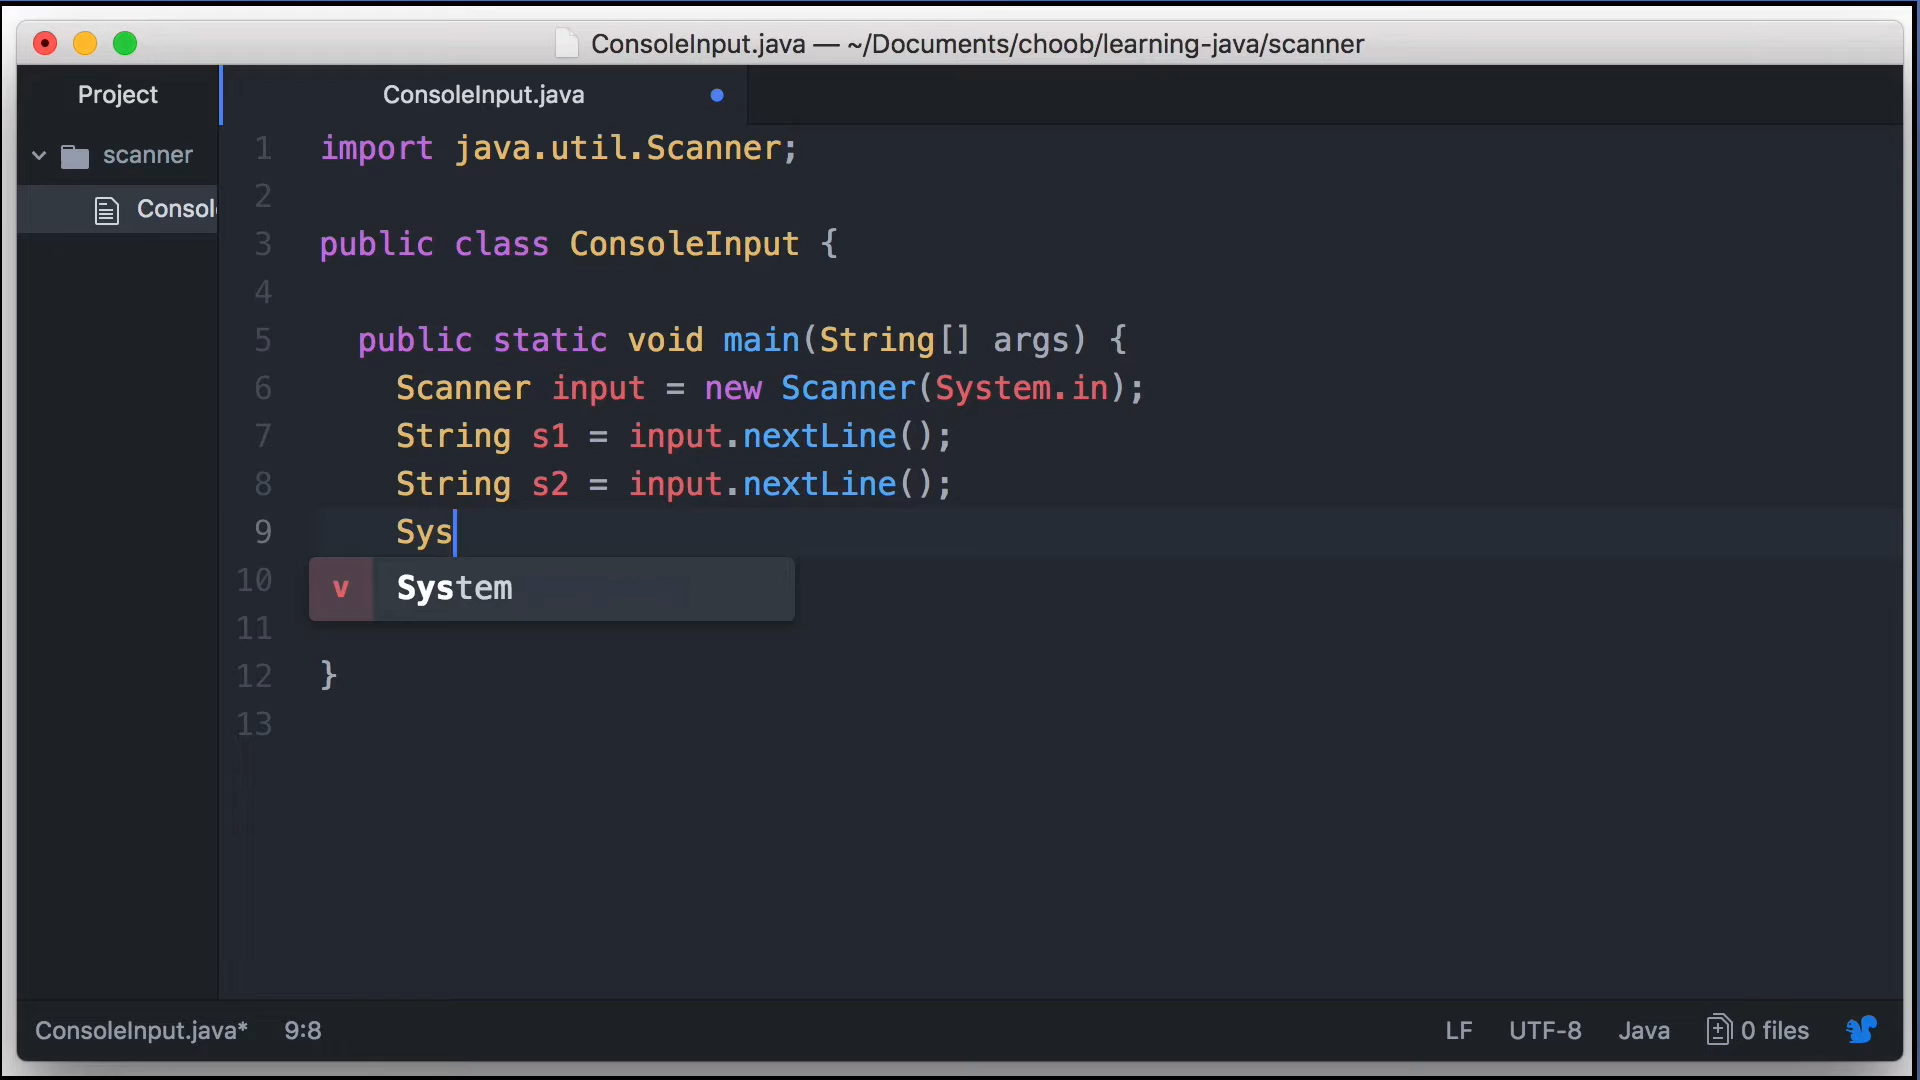 ConsoleInput.java — ~/Documents/choob/learning-java/scanner
Project
ConsoleInput.java
scanner
Consol
1 import java.util.Scanner;
2
3 public class ConsoleInput {
4
5 public static void main(String[] args) {
6 Scanner input = new Scanner(System.in);
7 String s1 = input.nextLine();
8 String s2 = input.nextLine();
9 Sys
v System
10
11
12 }
13
ConsoleInput.java* 9:8
LF UTF-8 Java 0 files